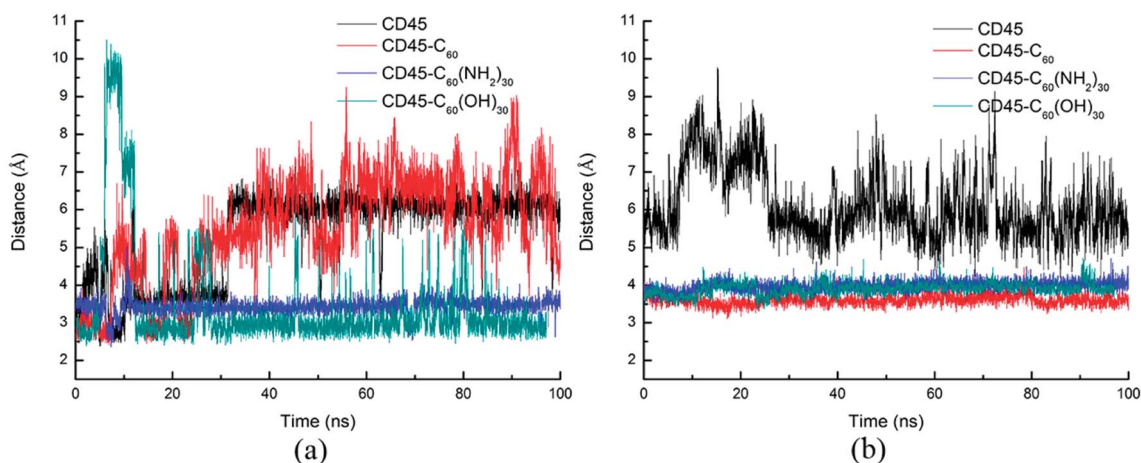 11
10
9
8
7
6
5
4
3
2
Distance (Å)
0 20 40 60 80 100
Time (ns)
CD45
CD45-C₆₀
CD45-C₆₀(NH₂)₃₀
CD45-C₆₀(OH)₃₀
(a)
11
10
9
8
7
6
5
4
3
2
Distance (Å)
0 20 40 60 80 100
Time (ns)
CD45
CD45-C₆₀
CD45-C₆₀(NH₂)₃₀
CD45-C₆₀(OH)₃₀
(b)